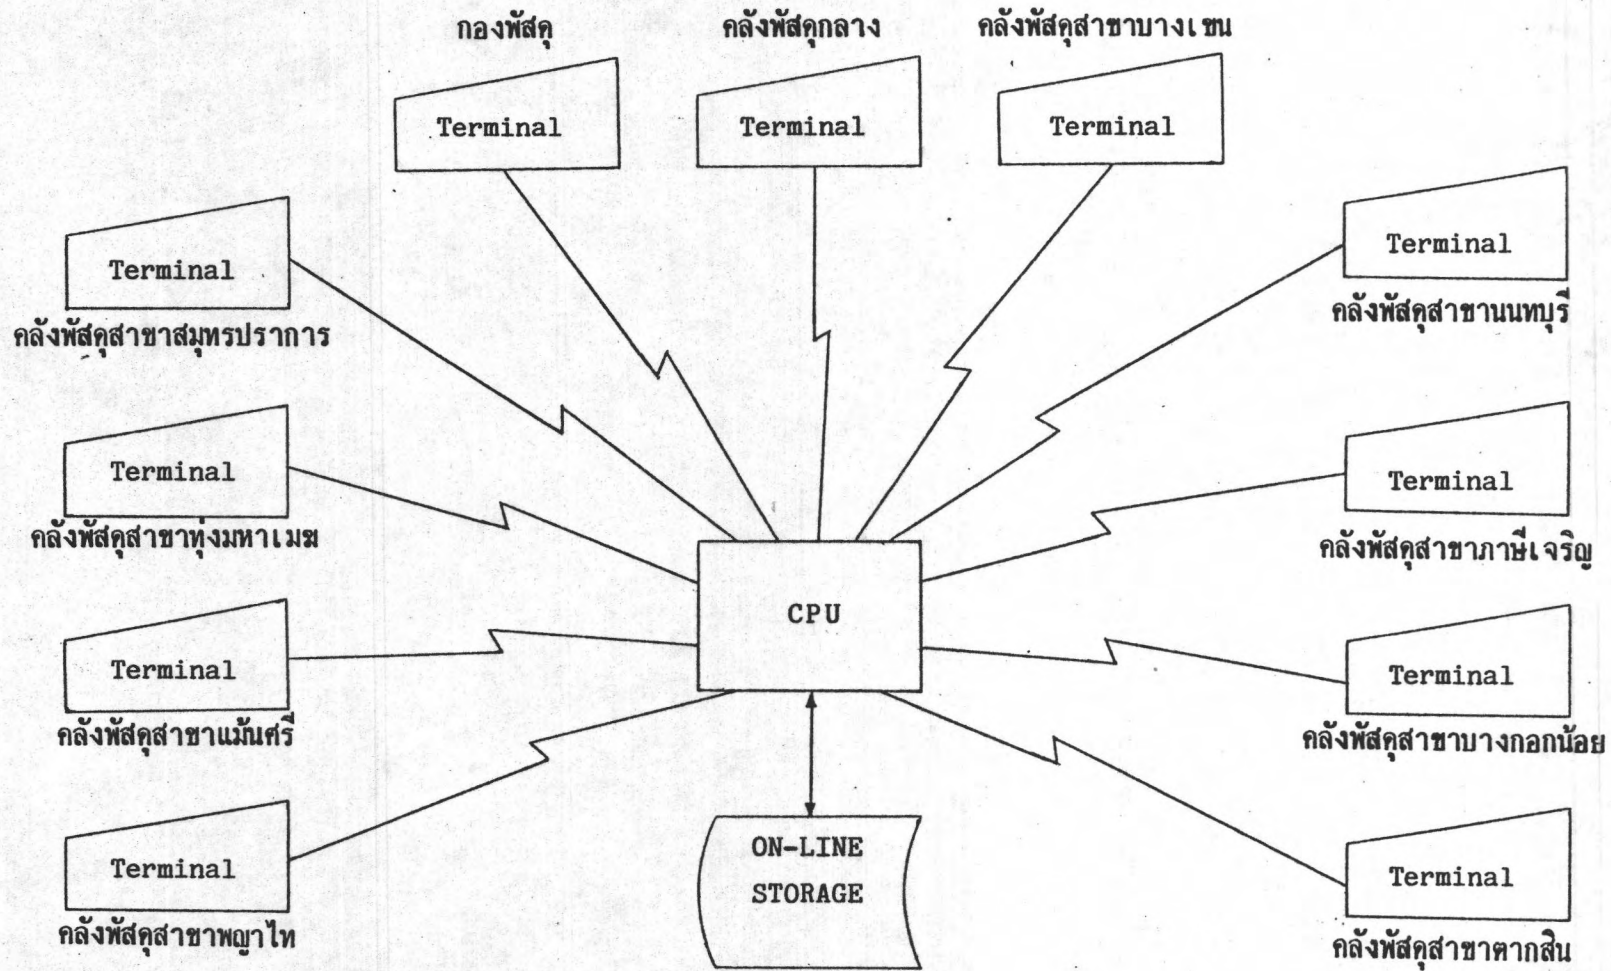 กองพัสดุ
คลังพัสดุกลาง
คลังพัสดุสาขาบางเขน
Terminal
Terminal
Terminal
Terminal
คลังพัสดุสาขาสมุทรปราการ
Terminal
คลังพัสดุสาขานนทบุรี
Terminal
คลังพัสดุสาขาทุ่งมหาเมฆ
Terminal
คลังพัสดุสาขาภาษีเจริญ
CPU
Terminal
คลังพัสดุสาขาแม้นศรี
Terminal
คลังพัสดุสาขาบางกอกน้อย
Terminal
คลังพัสดุสาขาพญาไท
ON-LINE
STORAGE
Terminal
คลังพัสดุสาขาตากสิน